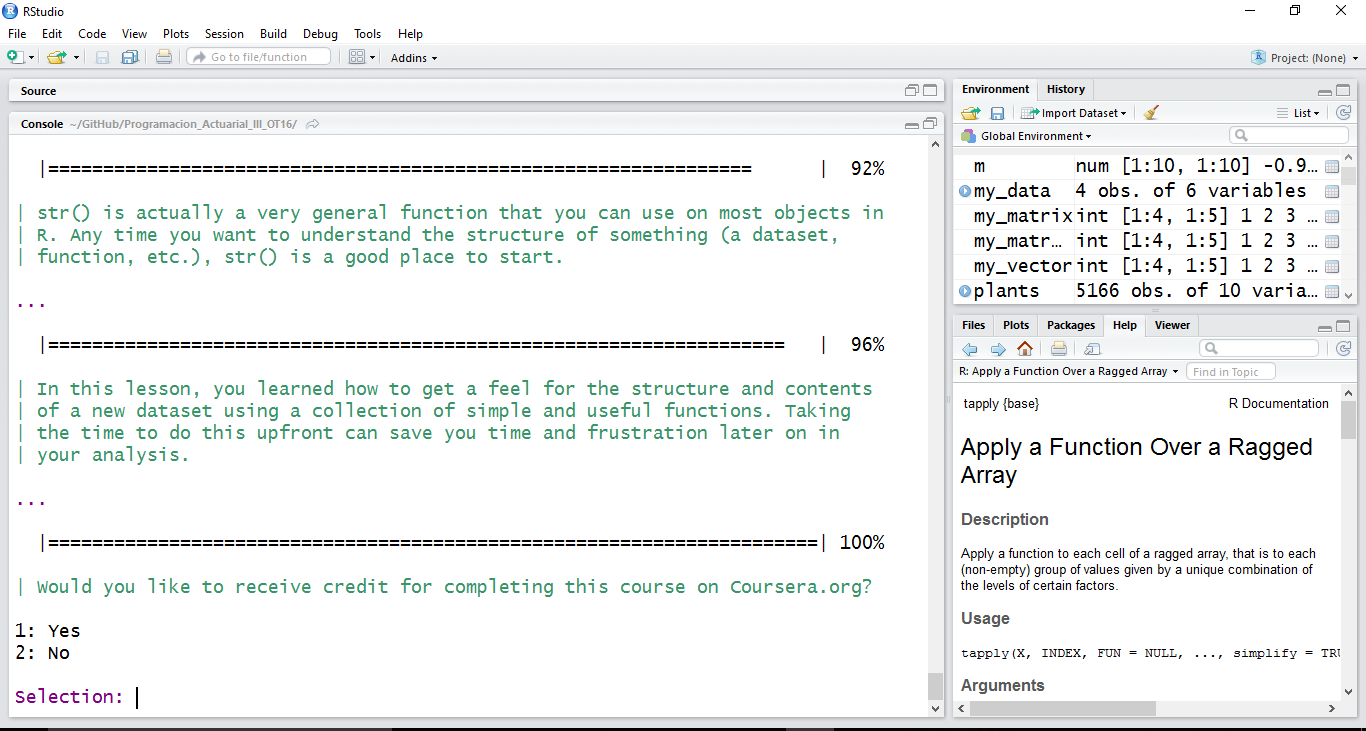 RStudio
File Edit Code View Plots Session Build Debug Tools Help
Go to file/function
Addins
Project: (None)
Source
Console ~/GitHub/Programacion_Actuarial_III_OT16/
|================================================================ | 92%
| str() is actually a very general function that you can use on most objects in
| R. Any time you want to understand the structure of something (a dataset,
| function, etc.), str() is a good place to start.
...
|=================================================================== | 96%
| In this lesson, you learned how to get a feel for the structure and contents
| of a new dataset using a collection of simple and useful functions. Taking
| the time to do this upfront can save you time and frustration later on in
| your analysis.
...
|======================================================================| 100%
| Would you like to receive credit for completing this course on Coursera.org?
1: Yes
2: No
Selection:
Environment History
Import Dataset
List
Global Environment
m num [1:10, 1:10] -0.9...
my_data 4 obs. of 6 variables
my_matrix int [1:4, 1:5] 1 2 3 ...
my_matr... int [1:4, 1:5] 1 2 3 ...
my_vector int [1:4, 1:5] 1 2 3 ...
plants 5166 obs. of 10 varia...
Files Plots Packages Help Viewer
R: Apply a Function Over a Ragged Array
Find in Topic
tapply {base} R Documentation
Apply a Function Over a Ragged
Array
Description
Apply a function to each cell of a ragged array, that is to each
(non-empty) group of values given by a unique combination of
the levels of certain factors.
Usage
tapply(X, INDEX, FUN = NULL, ..., simplify = TRU
Arguments